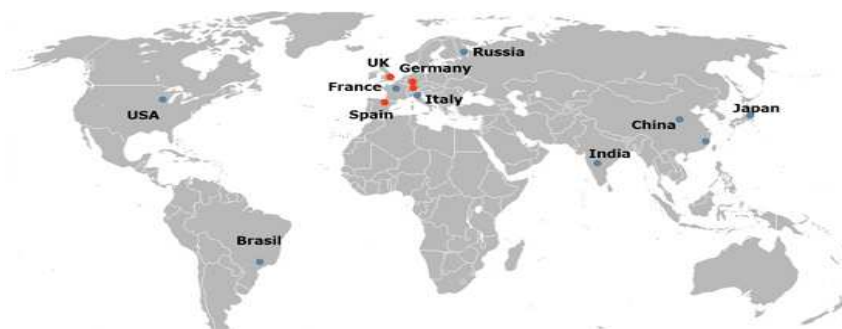 Russia
UK
Germany
France
Italy
USA
Spain
Japan
China
India
Brasil